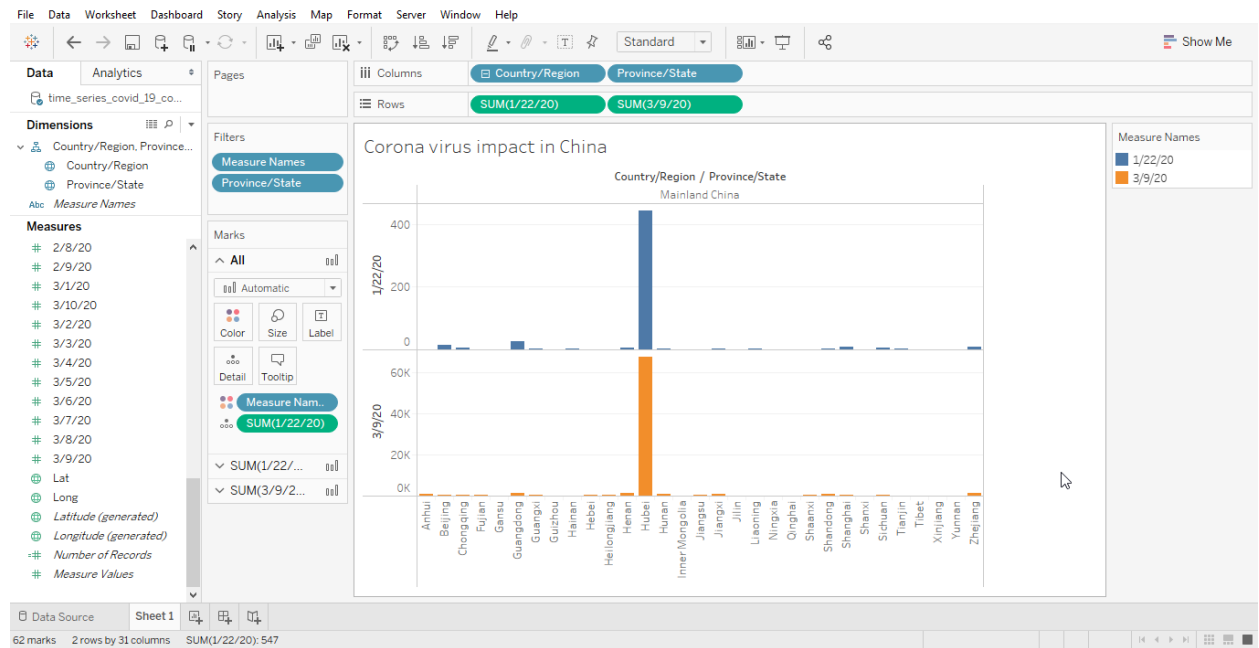 File Data Worksheet Dashboard Story Analysis Map Format Server Window Help
Standard
Show Me
Data Analytics
time_series_covid_19_co...
Dimensions
Country/Region, Province...
Country/Region
Province/State
Abc Measure Names
Measures
2/8/20
2/9/20
3/1/20
3/10/20
3/2/20
3/3/20
3/4/20
3/5/20
3/6/20
3/7/20
3/8/20
3/9/20
Lat
Long
Latitude (generated)
Longitude (generated)
Number of Records
Measure Values
Pages
Filters
Measure Names
Province/State
Marks
All
Automatic
Color Size Label
Detail Tooltip
Measure Nam..
SUM(1/22/20)
SUM(1/22/...
SUM(3/9/2...
Columns Country/Region Province/State
Rows SUM(1/22/20) SUM(3/9/20)
Corona virus impact in China
Country/Region / Province/State
Mainland China
1/22/20
400
200
0
3/9/20
60K
40K
20K
0K
Anhui
Beijing
Chongqing
Fujian
Gansu
Guangdong
Guangxi
Guizhou
Hainan
Hebei
Heilongjiang
Henan
Hubei
Hunan
Inner Mongolia
Jiangsu
Jiangxi
Jilin
Liaoning
Ningxia
Qinghai
Shaanxi
Shandong
Shanghai
Shanxi
Sichuan
Tianjin
Tibet
Xinjiang
Yunnan
Zhejiang
Measure Names
1/22/20
3/9/20
Data Source Sheet 1
62 marks 2 rows by 31 columns SUM(1/22/20): 547